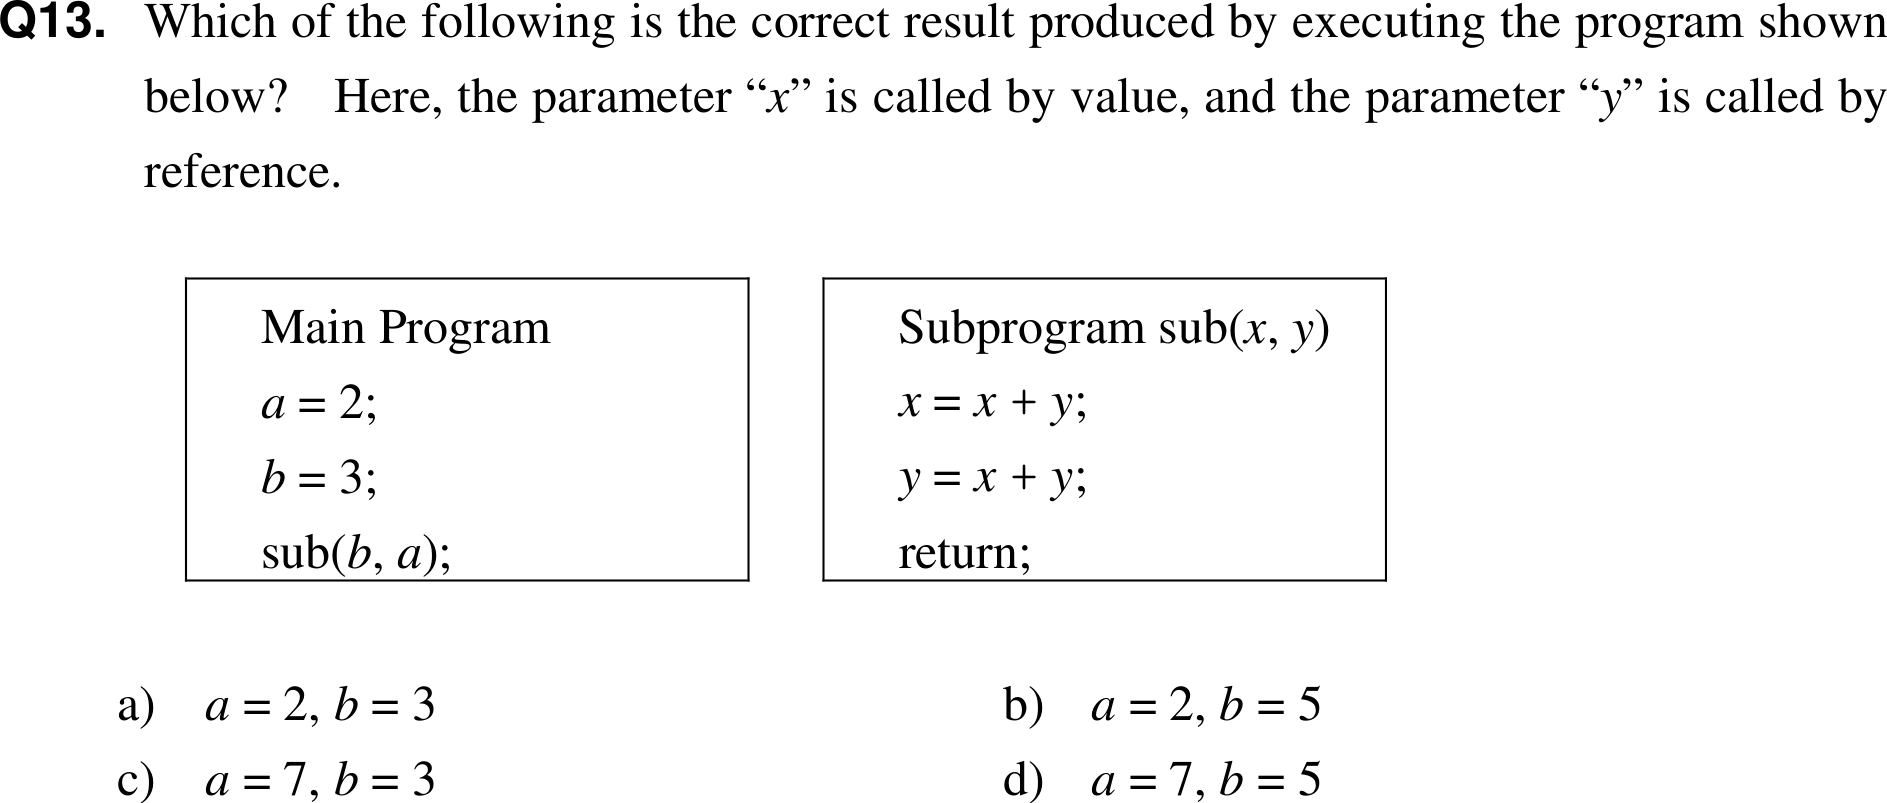 Q13. Which of the following is the correct result produced by executing the program shown
below? Here, the parameter “x” is called by value, and the parameter “y” is called by
reference.
Main Program
a = 2;
b = 3;
sub(b, a);
Subprogram sub(x, y)
x = x + y;
y = x + y;
return;
a) a = 2, b = 3
b) a = 2, b = 5
c) a = 7, b = 3
d) a = 7, b = 5